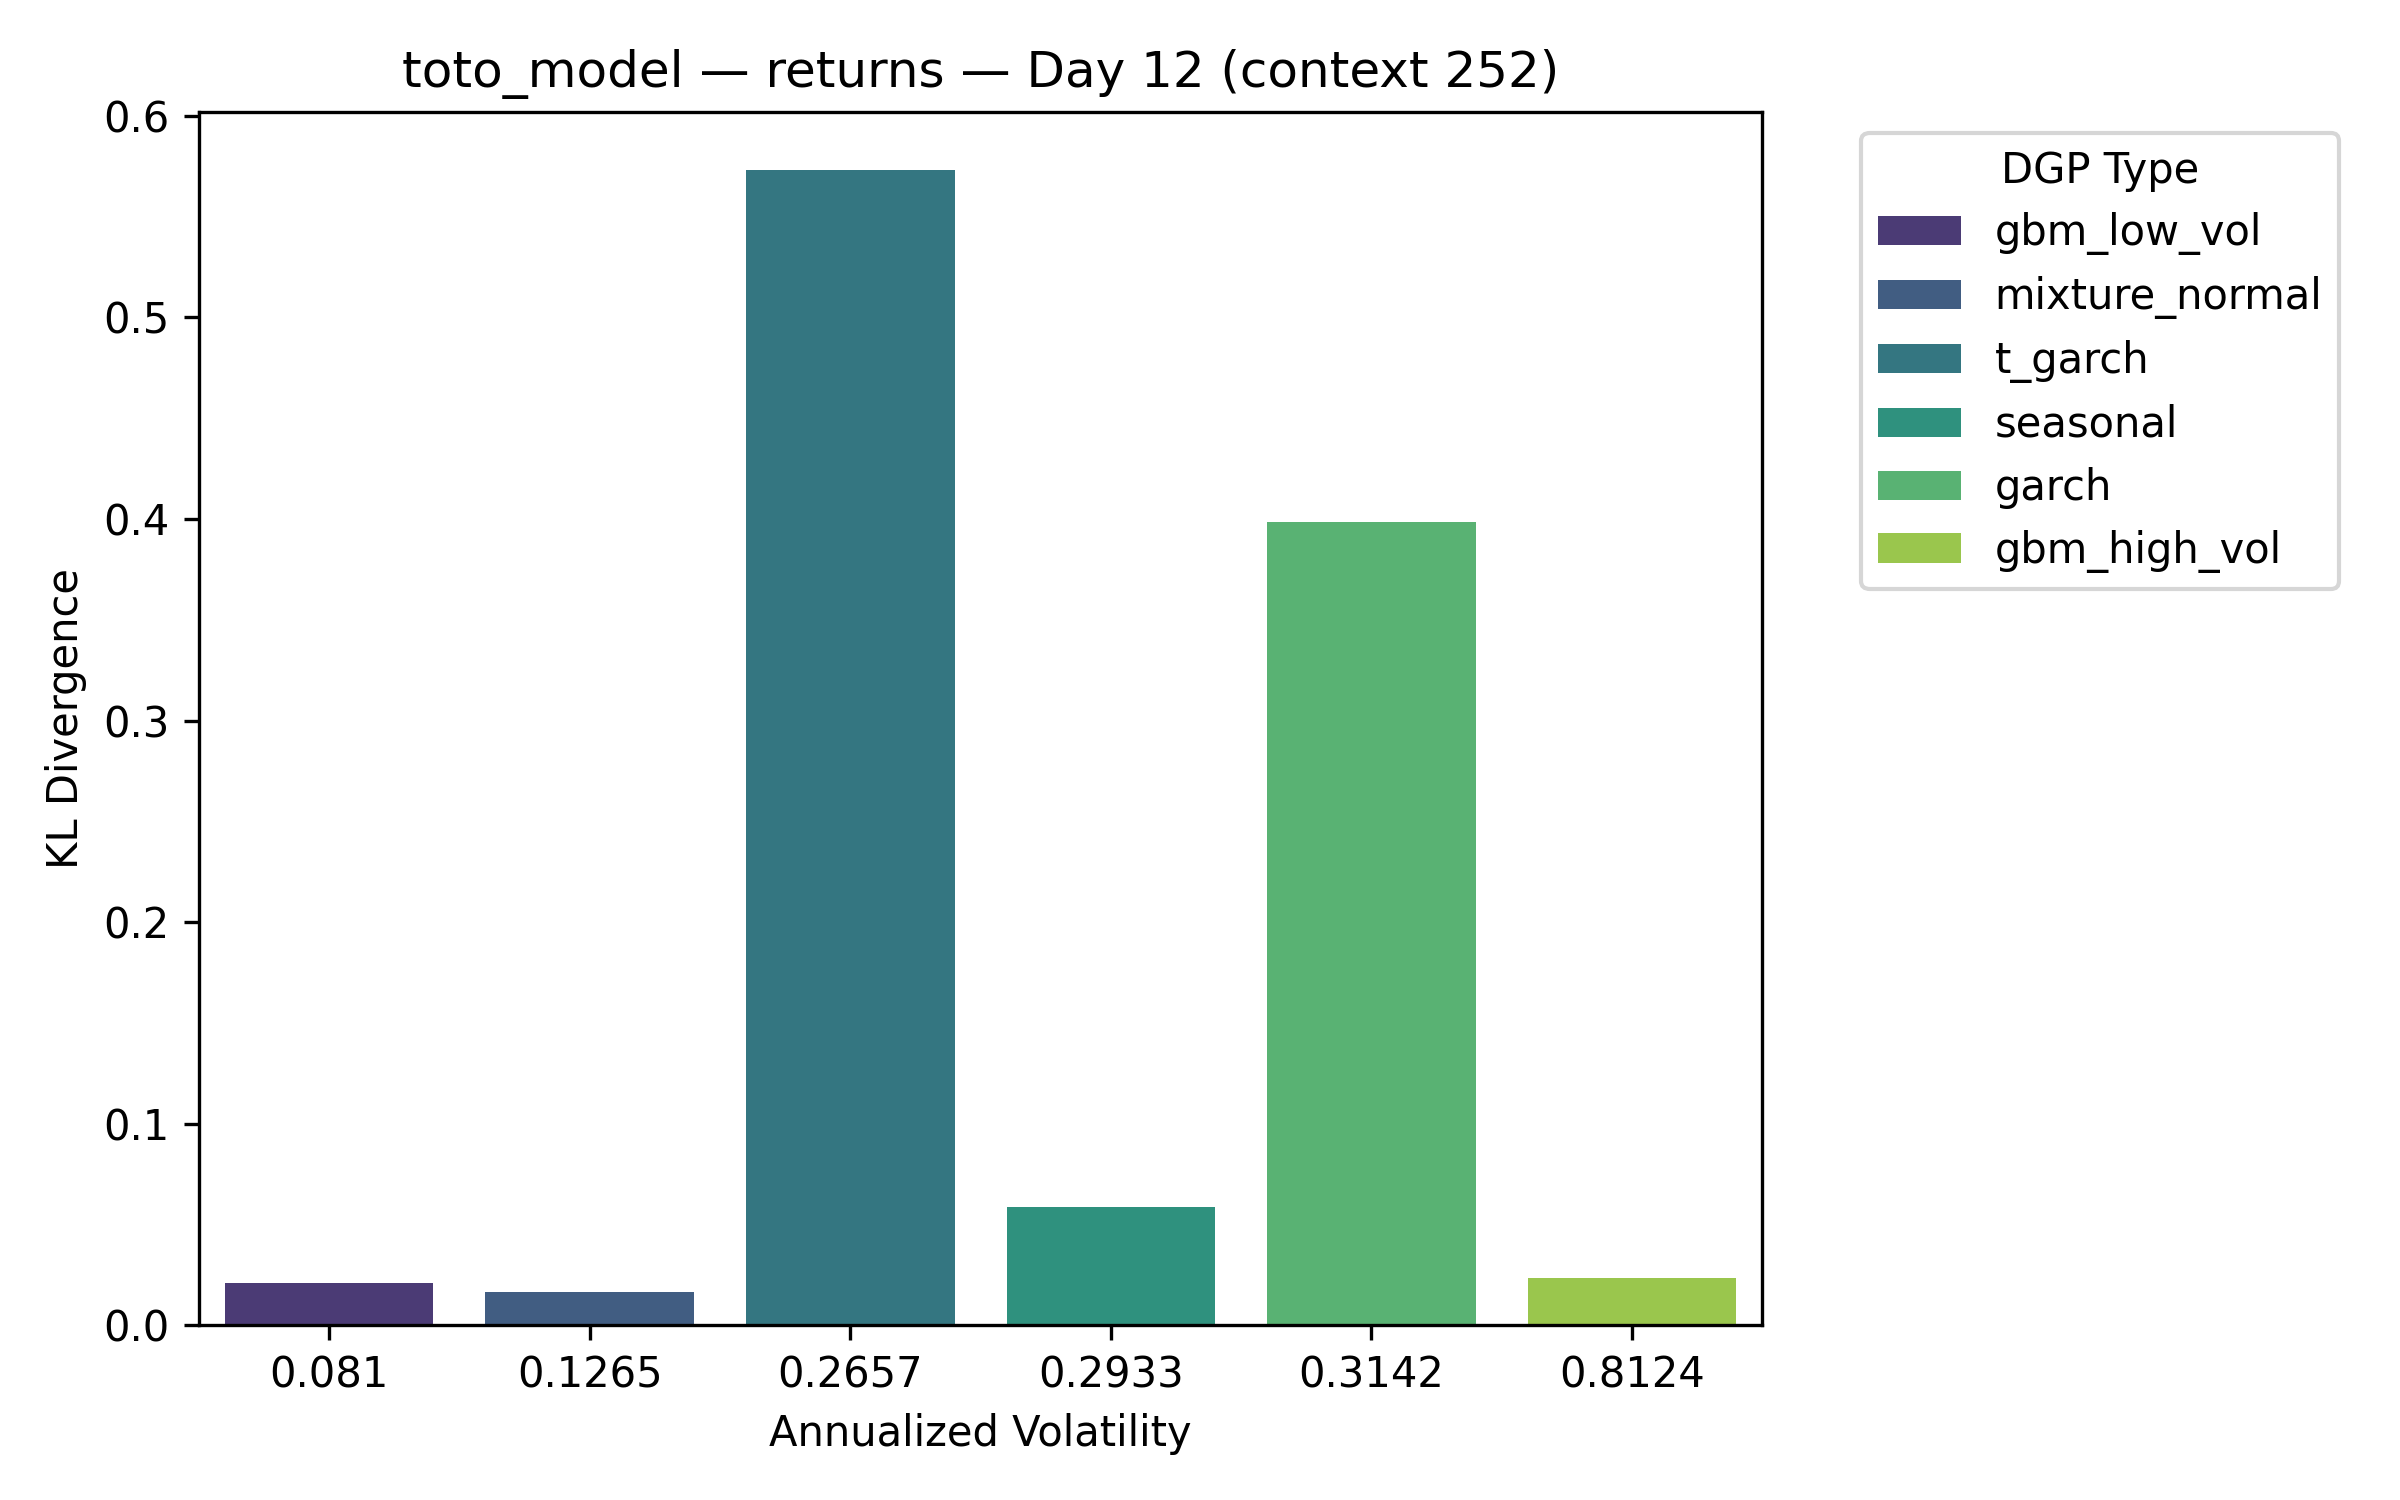 toto_model — returns — Day 12 (context 252)
KL Divergence
0.6
0.5
0.4
0.3
0.2
0.1
0.0
0.081 0.1265 0.2657 0.2933 0.3142 0.8124
Annualized Volatility
DGP Type
gbm_low_vol
mixture_normal
t_garch
seasonal
garch
gbm_high_vol